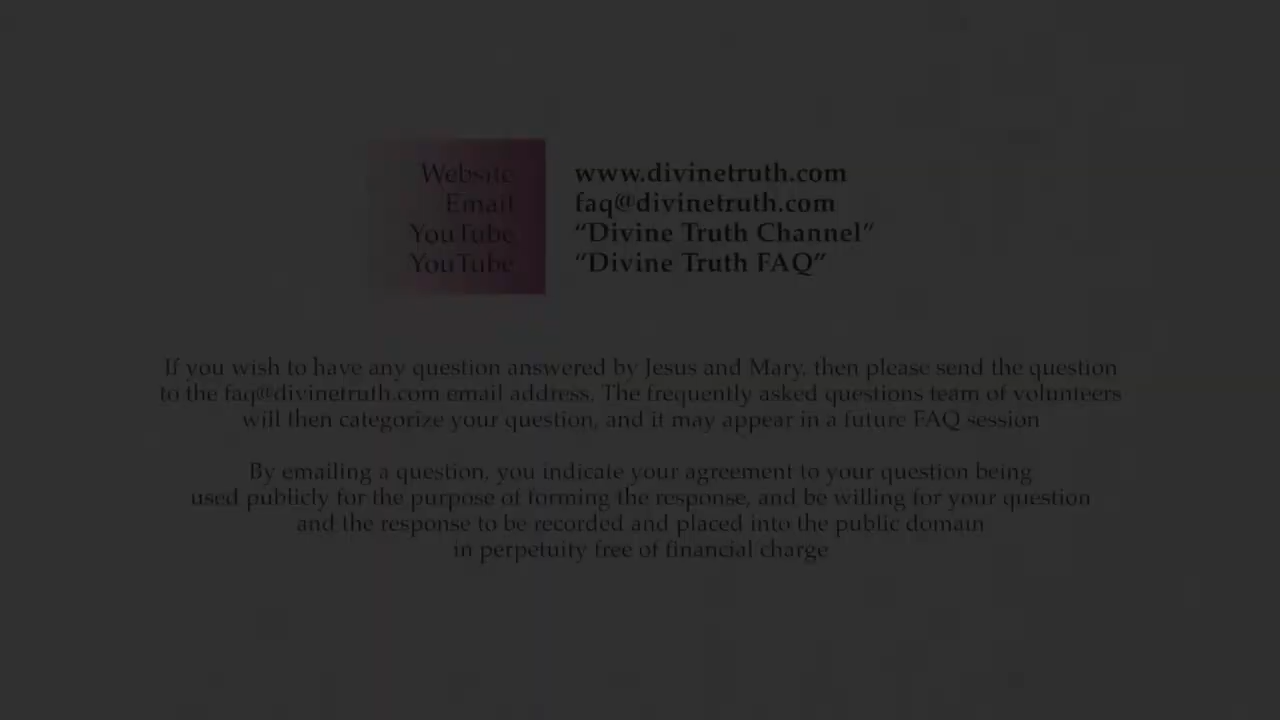 Website www.divinetruth.com
Email faq@divinetruth.com
YouTube “Divine Truth Channel”
YouTube “Divine Truth FAQ”
If you wish to have any question answered by Jesus and Mary, then please send the question
to the faq@divinetruth.com email address. The frequently asked questions team of volunteers
will then categorize your question, and it may appear in a future FAQ session
By emailing a question, you indicate your agreement to your question being
used publicly for the purpose of forming the response, and be willing for your question
and the response to be recorded and placed into the public domain
in perpetuity free of financial charge